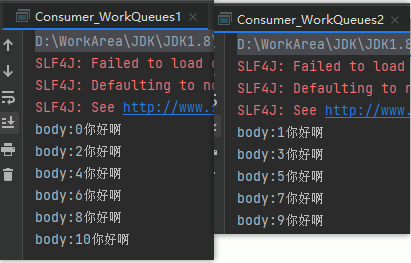 Consumer_WorkQueues1
D:\WorkArea\JDK\JDK1.8
SLF4J: Failed to load
SLF4J: Defaulting to no
SLF4J: See http://www.
body:0你好啊
body:2你好啊
body:4你好啊
body:6你好啊
body:8你好啊
body:10你好啊
Consumer_WorkQueues2
D:\WorkArea\JDK\JDK1.
SLF4J: Failed to load
SLF4J: Defaulting to n
SLF4J: See http://www.
body:1你好啊
body:3你好啊
body:5你好啊
body:7你好啊
body:9你好啊